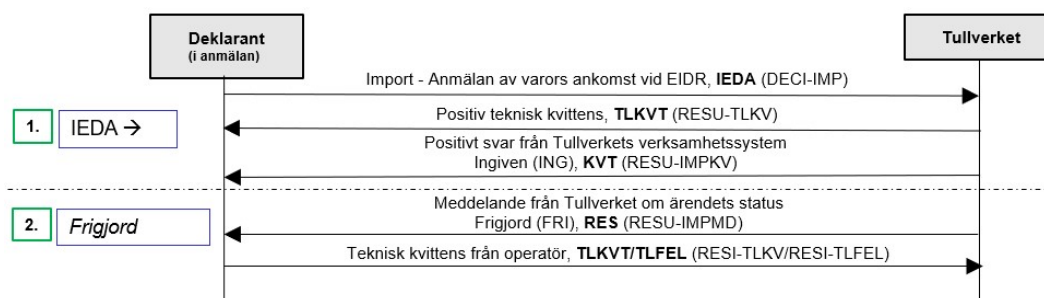 Deklarant
(i anmälan)
Tullverket
Import - Anmälan av varors ankomst vid EIDR, IEDA (DECI-IMP)
1.
IEDA →
Positiv teknisk kvittens, TLKVT (RESU-TLKV)
Positivt svar från Tullverkets verksamhetssystem
Ingiven (ING), KVT (RESU-IMPKV)
2.
Frigjord
Meddelande från Tullverket om ärendets status
Frigjord (FRI), RES (RESU-IMPMD)
Teknisk kvittens från operatör, TLKVT/TLFEL (RESI-TLKV/RESI-TLFEL)